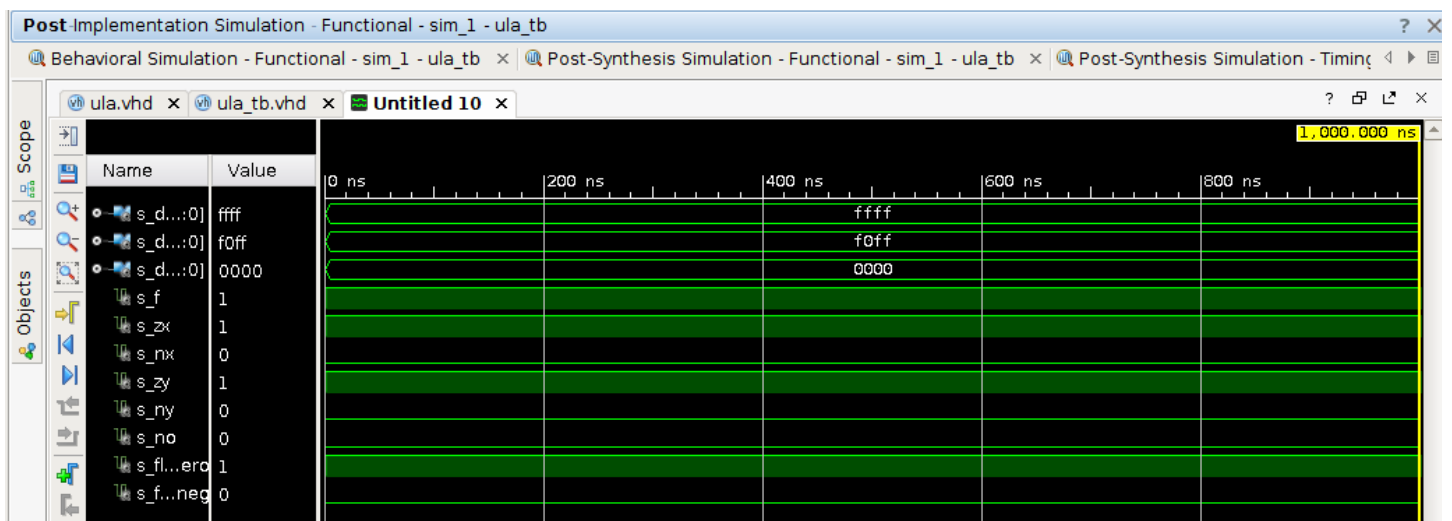 Post-Implementation Simulation - Functional - sim_1 - ula_tb ? ×
Behavioral Simulation - Functional - sim_1 - ula_tb × Post-Synthesis Simulation - Functional - sim_1 - ula_tb × Post-Synthesis Simulation - Timing
ula.vhd × ula_tb.vhd × Untitled 10 × ? ×
Scope
Objects
1,000.000 ns
Name Value
0 ns 200 ns 400 ns 600 ns 800 ns
s_d...:0] ffff ffff
s_d...:0] f0ff f0ff
s_d...:0] 0000 0000
s_f 1
s_zx 1
s_nx 0
s_zy 1
s_ny 0
s_no 0
s_fl...ero 1
s_f...neg 0